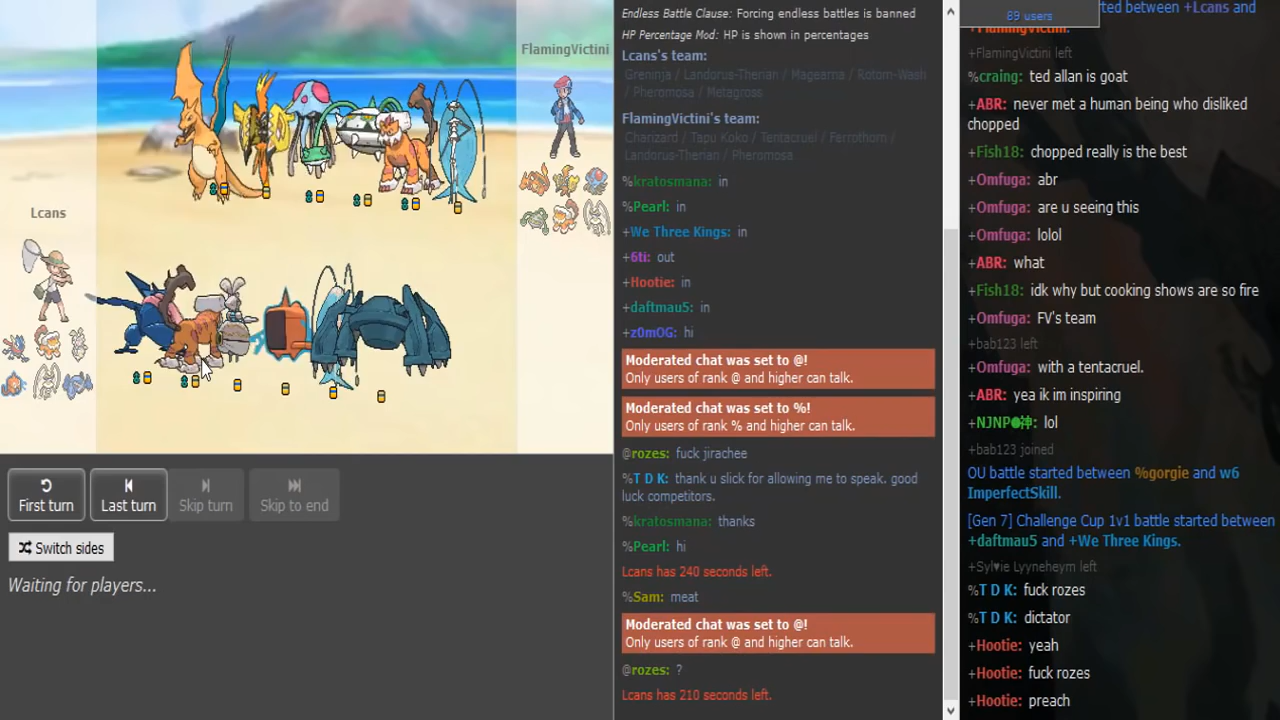 FlamingVictini
Lcans
First turn
Last turn
Skip turn
Skip to end
Switch sides
Waiting for players...
Endless Battle Clause: Forcing endless battles is banned
HP Percentage Mod: HP is shown in percentages
Lcans's team:
Greninja / Landorus-Therian / Magearna / Rotom-Wash
/ Pheromosa / Metagross
FlamingVictini's team:
Charizard / Tapu Koko / Tentacruel / Ferrothorn /
Landorus-Therian / Pheromosa
%kratosmana: in
%Pearl: in
+We Three Kings: in
+6ti: out
+Hootie: in
+daftmau5: in
+z0mOG: hi
Moderated chat was set to @!
Only users of rank @ and higher can talk.
Moderated chat was set to %!
Only users of rank % and higher can talk.
@rozes: fuck jirachee
%T D K: thank u slick for allowing me to speak. good
luck competitors.
%kratosmana: thanks
%Pearl: hi
Lcans has 240 seconds left.
%Sam: meat
Moderated chat was set to @!
Only users of rank @ and higher can talk.
@rozes: ?
Lcans has 210 seconds left.
89 users
ted between +Lcans and
+FlamingVictini.
+FlamingVictini left
%craing: ted allan is goat
+ABR: never met a human being who disliked
chopped
+Fish18: chopped really is the best
+Omfuga: abr
+Omfuga: are u seeing this
+Omfuga: lolol
+ABR: what
+Fish18: idk why but cooking shows are so fire
+Omfuga: FV's team
+bab123 left
+Omfuga: with a tentacruel.
+ABR: yea ik im inspiring
+NJNP●神: lol
+bab123 joined
OU battle started between %gorgie and w6
ImperfectSkill.
[Gen 7] Challenge Cup 1v1 battle started between
+daftmau5 and +We Three Kings.
+Syl♥ie Lyyneheym left
%T D K: fuck rozes
%T D K: dictator
+Hootie: yeah
+Hootie: fuck rozes
+Hootie: preach